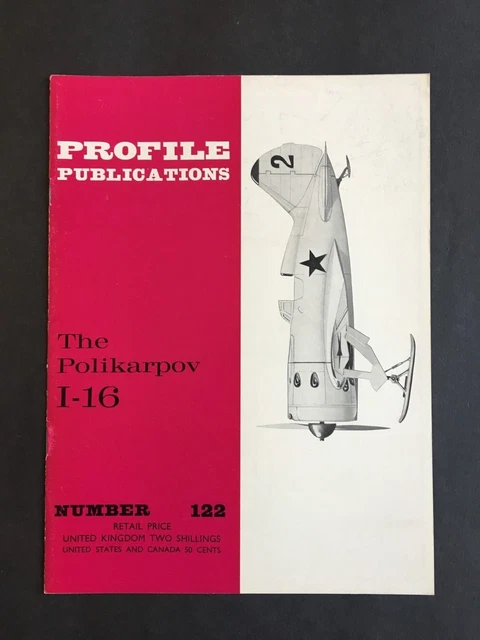 PROFILE
PUBLICATIONS
2
The
Polikarpov
I-16
NUMBER 122
RETAIL PRICE
UNITED KINGDOM TWO SHILLINGS
UNITED STATES AND CANADA 50 CENTS